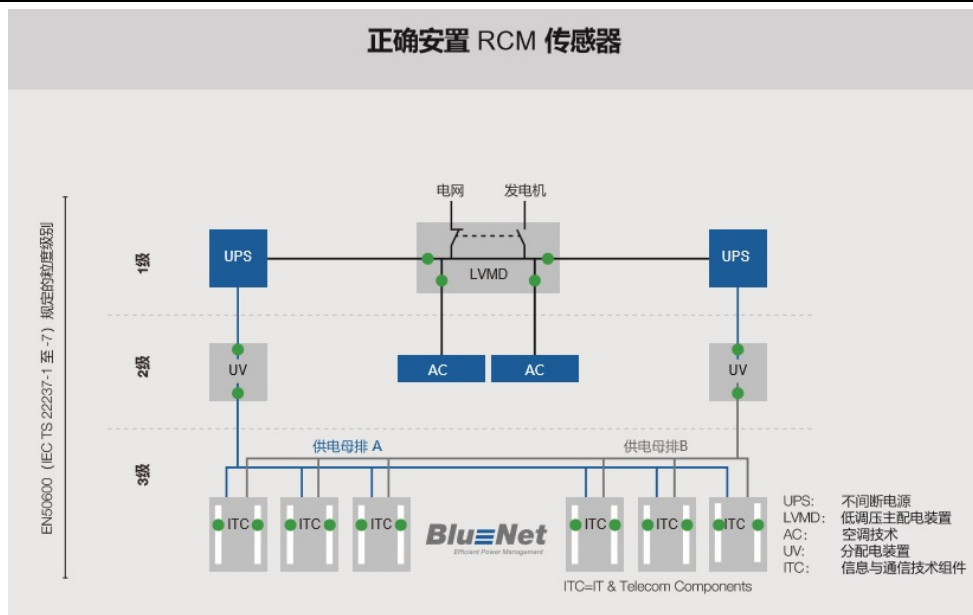 正确安置 RCM 传感器
电网
发电机
EN50600（IEC TS 22237-1 至 -7）规定的粒度级别
1级
UPS
LVMD
UPS
2级
UV
AC
AC
UV
3级
供电母排 A
供电母排B
ITC
ITC
ITC
BlueNet
Efficient Power Management
ITC
ITC
ITC
UPS: 不间断电源
LVMD: 低调压主配电装置
AC: 空调技术
UV: 分配电装置
ITC: 信息与通信技术组件
ITC=IT & Telecom Components